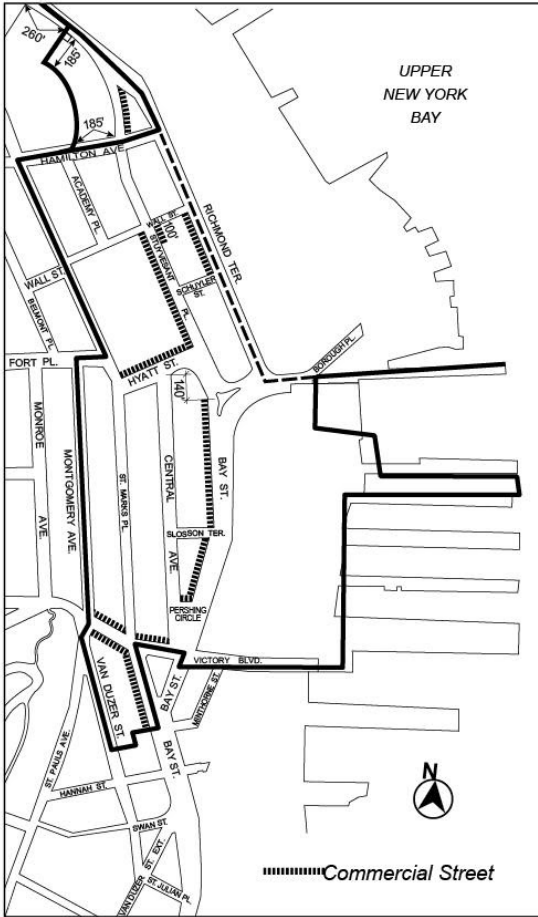 260'
185'
UPPER
NEW YORK
BAY
185'
HAMILTON AVE.
ACADEMY PL.
RICHMOND TER.
WALL ST.
100'
STUYVESANT PL.
WALL ST.
SCHUYLER
ST.
BELMONT PL.
BOROUGH PL.
FORT PL.
HYATT ST.
140'
MONROE
AVE.
MONTGOMERY AVE.
ST. MARKS PL.
CENTRAL
AVE.
BAY ST.
SLOSSON TER.
PERSHING
CIRCLE
VICTORY BLVD.
VAN DUZER ST.
BAY ST.
MINTHORNE ST.
BAY ST.
ST. PAULS AVE.
HANNAH ST.
SWAN ST.
VAN DUZER ST. EXT.
ST. JULIAN PL.
N
Commercial Street